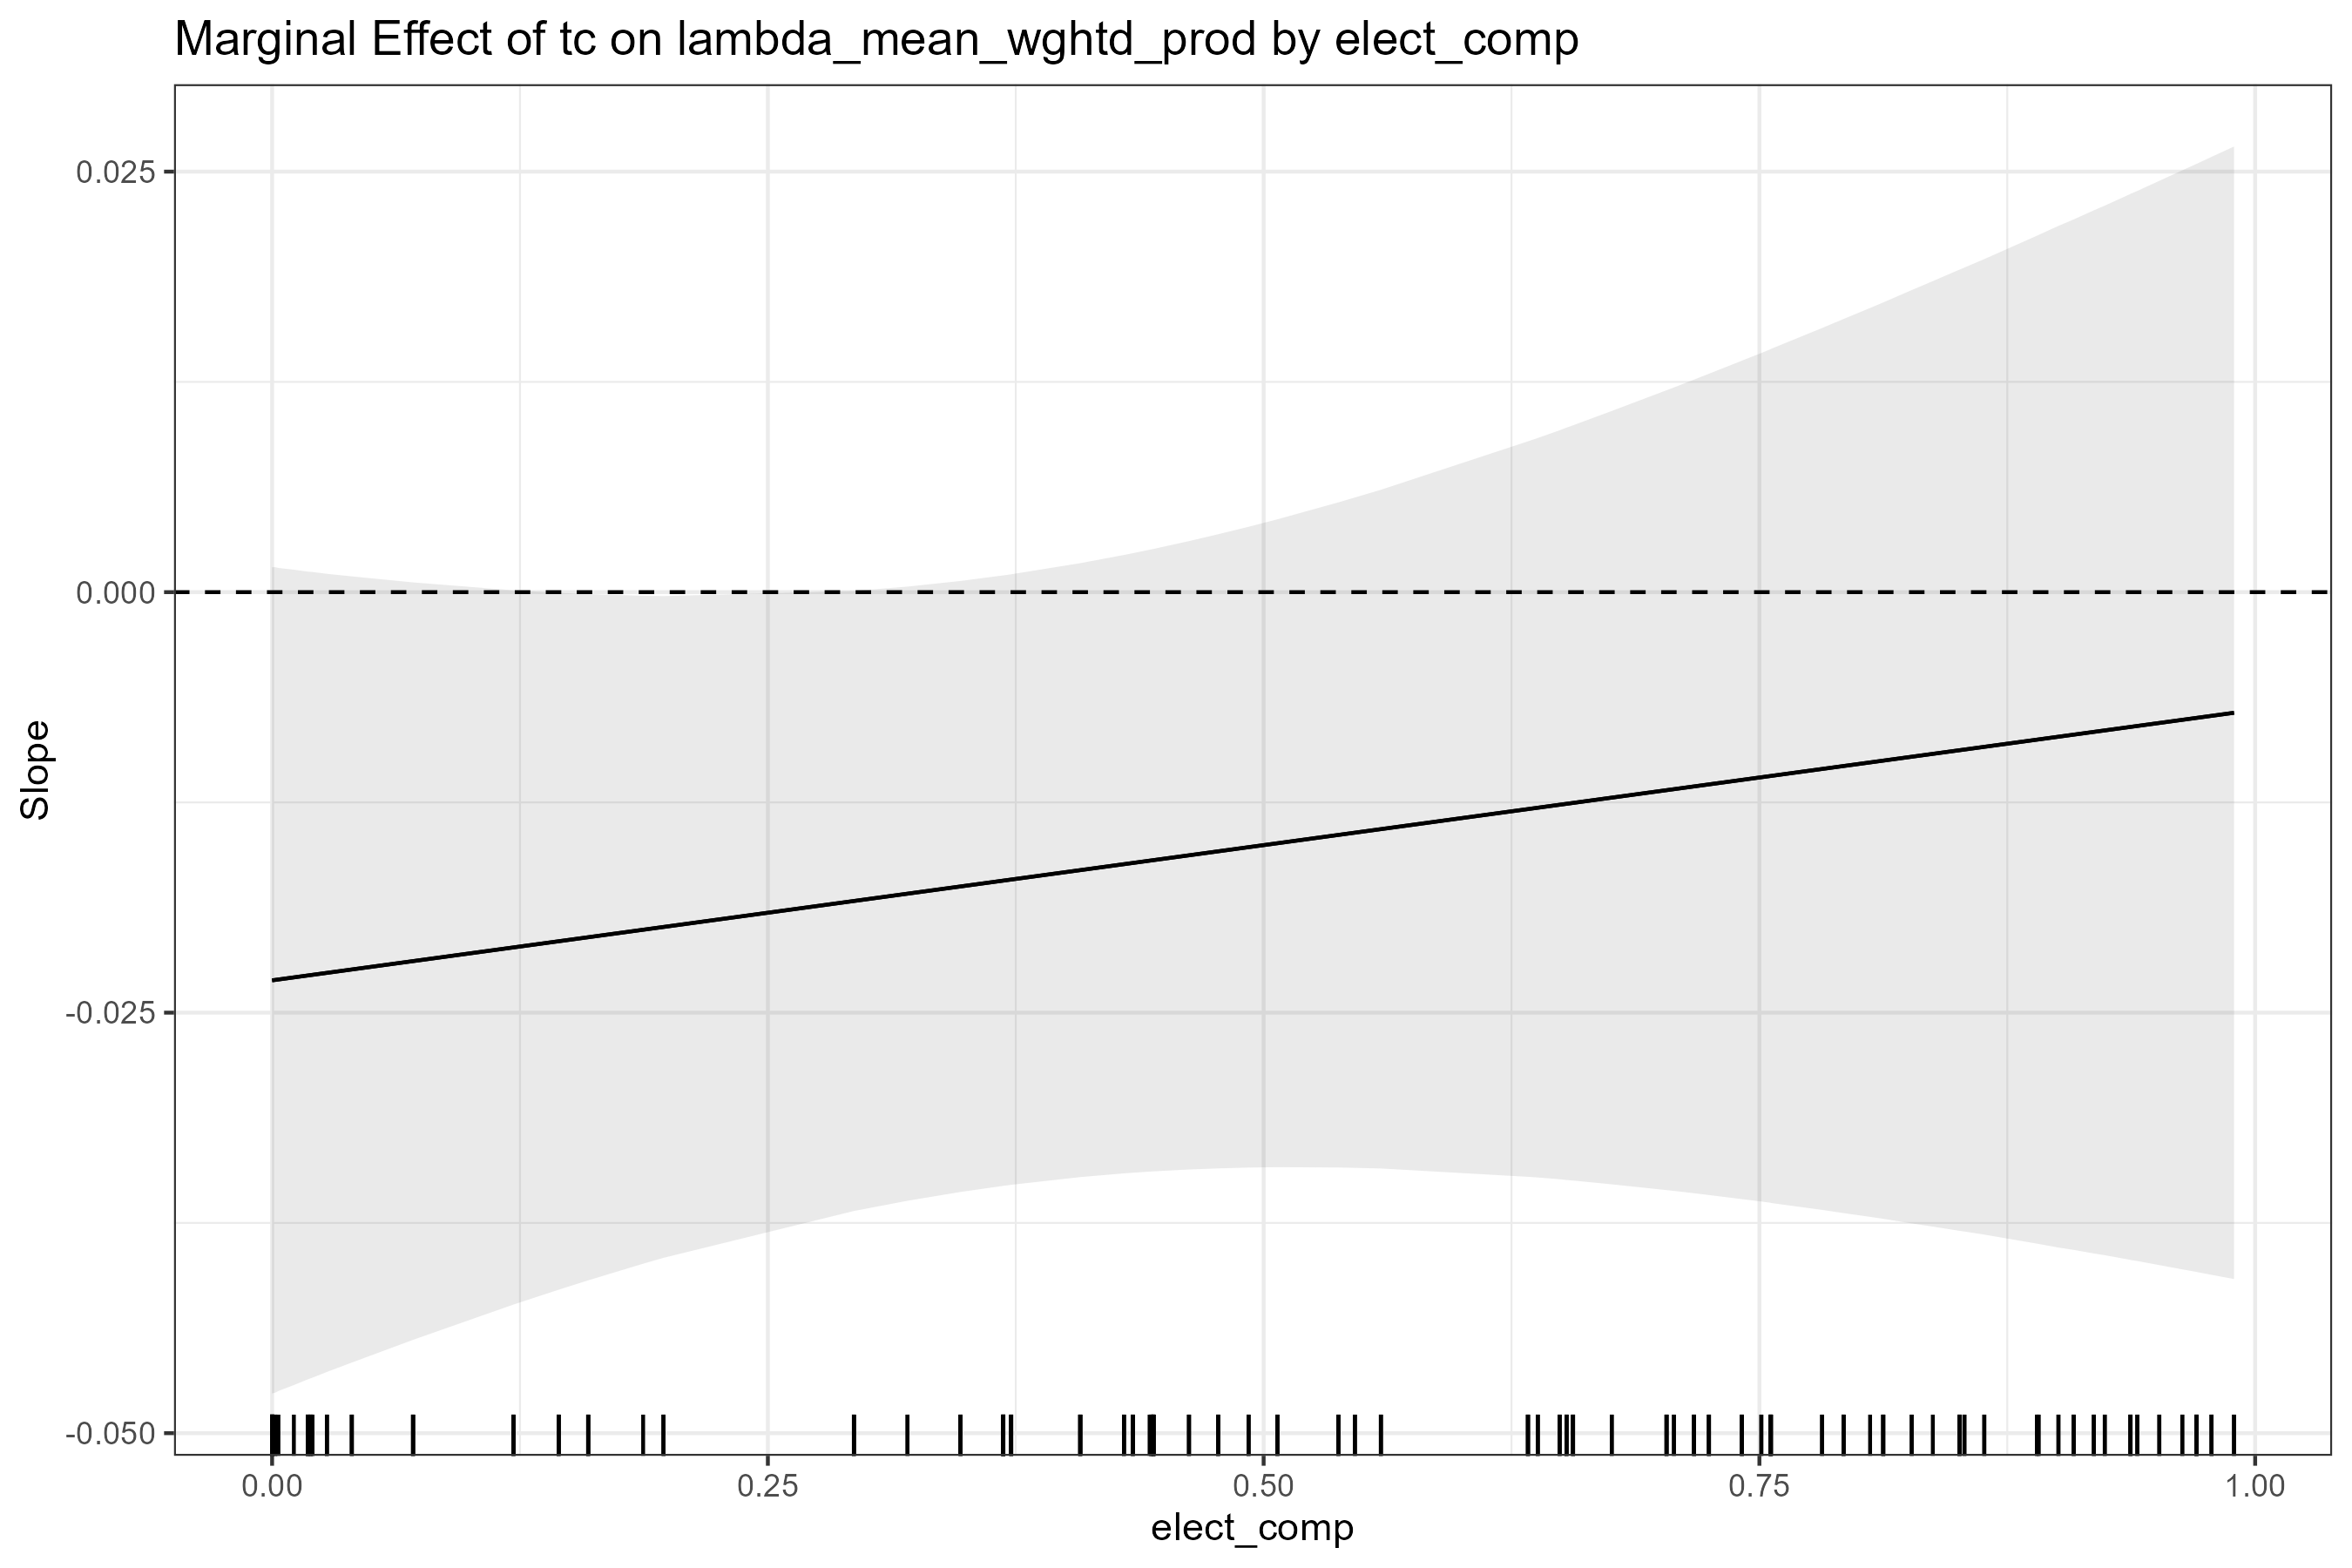 Marginal Effect of tc on lambda_mean_wghtd_prod by elect_comp
0.025
0.000
-0.025
-0.050
Slope
0.00 0.25 0.50 0.75 1.00
elect_comp